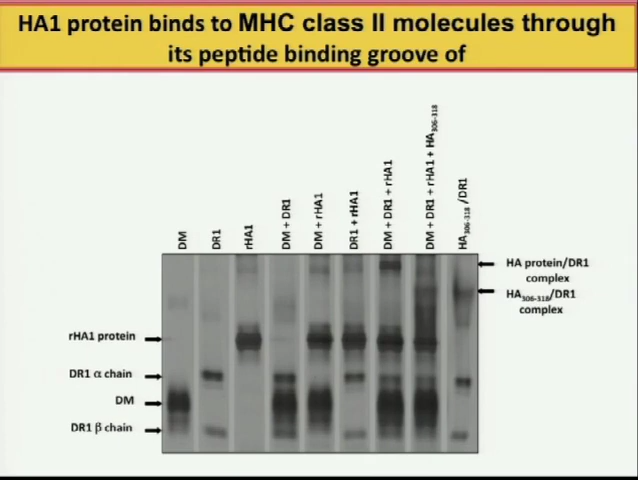 HA1 protein binds to MHC class II molecules through
its peptide binding groove of
DM
DR1
rHA1
DM + DR1
DM + rHA1
DR1 + rHA1
DM + DR1 + rHA1
DM + DR1 + rHA1 + HA306-318
HA306-318 /DR1
HA protein/DR1
complex
HA306-318/DR1
complex
rHA1 protein
DR1 α chain
DM
DR1 β chain